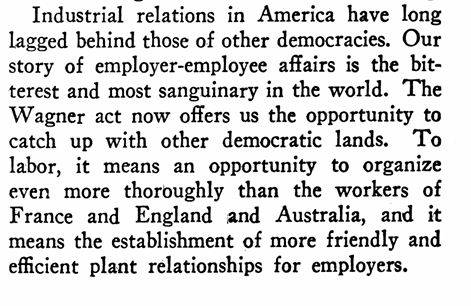 Industrial relations in America have long
lagged behind those of other democracies. Our
story of employer-employee affairs is the bit-
terest and most sanguinary in the world. The
Wagner act now offers us the opportunity to
catch up with other democratic lands. To
labor, it means an opportunity to organize
even more thoroughly than the workers of
France and England and Australia, and it
means the establishment of more friendly and
efficient plant relationships for employers.